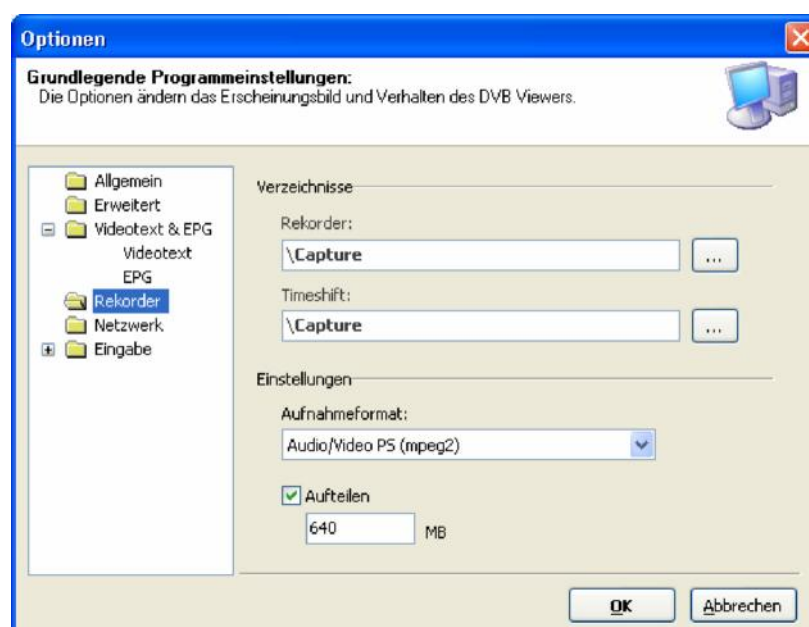 Optionen
Grundlegende Programmeinstellungen:
Die Optionen ändern das Erscheinungsbild und Verhalten des DVB Viewers.
Allgemein
Erweitert
Videotext & EPG
Videotext
EPG
Rekorder
Netzwerk
Eingabe
Verzeichnisse
Rekorder:
\Capture
...
Timeshift:
\Capture
...
Einstellungen
Aufnahmeformat:
Audio/Video PS (mpeg2)
Aufteilen
640 MB
OK
Abbrechen